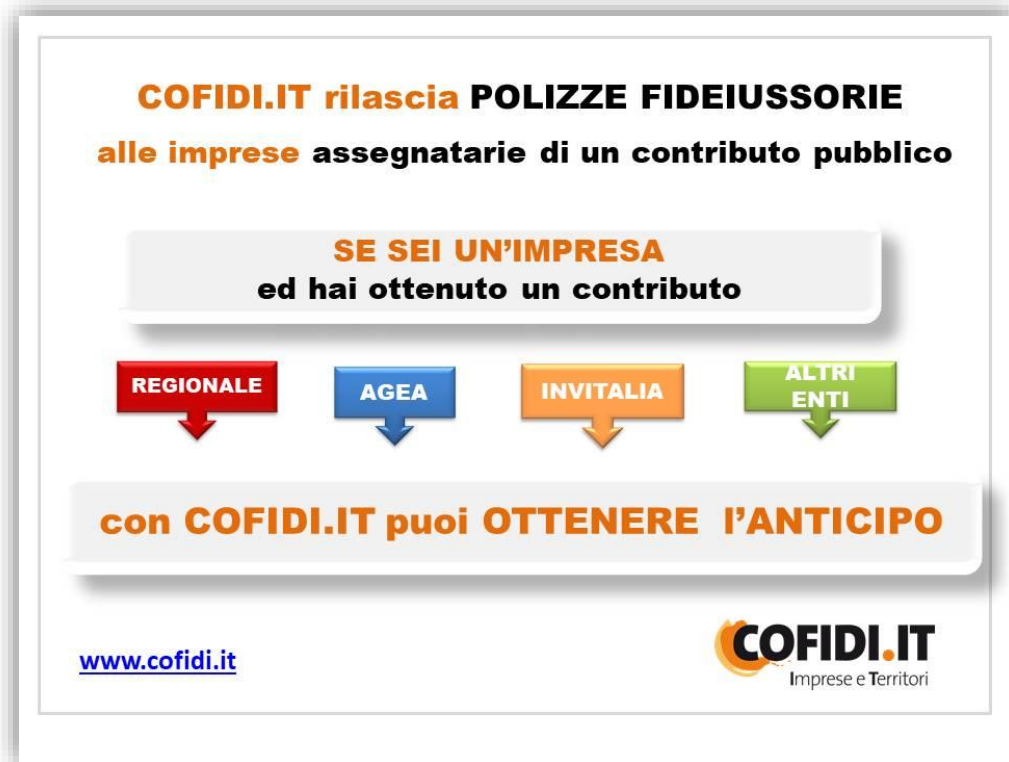 COFIDI.IT rilascia POLIZZE FIDEIUSSORIE
alle imprese assegnatarie di un contributo pubblico
SE SEI UN'IMPRESA
ed hai ottenuto un contributo
REGIONALE
AGEA
INVITALIA
ALTRI
ENTI
con COFIDI.IT puoi OTTENERE l'ANTICIPO
www.cofidi.it
COFIDI.IT
Imprese e Territori